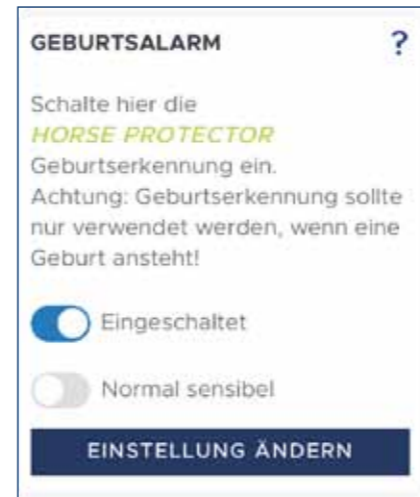 GEBURTSALARM ?
Schalte hier die
HORSE PROTECTOR
Geburtserkennung ein.
Achtung: Geburtserkennung sollte
nur verwendet werden, wenn eine
Geburt ansteht!
Eingeschaltet
Normal sensibel
EINSTELLUNG ÄNDERN